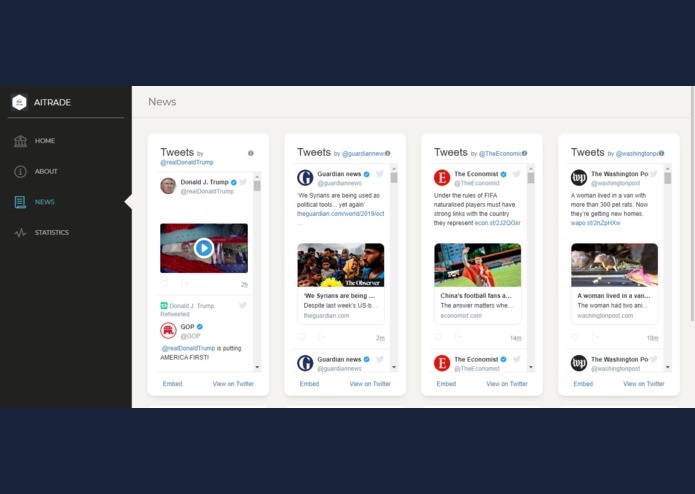 AITRADE
HOME
ABOUT
NEWS
STATISTICS
News
Tweets by
@realDonaldTrump
Donald J. Trump
@realDonaldTrump
2h
Donald J. Trump
Retweeted
GOP
@GOP
.@realDonaldTrump is putting
AMERICA FIRST!
Embed
View on Twitter
Tweets by @guardiannews
Guardian news
@guardiannews
'We Syrians are being used as
political tools... yet again'
theguardian.com/world/2019/oct
...
The Observer
'We Syrians are being ...
Despite last week's US-b...
theguardian.com
2m
Guardian news
@guardiannews
Embed
View on Twitter
Tweets by @TheEconomist
The Economist
@TheEconomist
Under the rules of FIFA
naturalised players must have
strong links with the country
they represent econ.st/2J2QGxr
China's football fans a...
The answer matters whe...
economist.com
14m
The Economist
@TheEconomist
Embed
View on Twitter
Tweets by @washingtonpo
The Washington Po
@washingtonpost
A woman lived in a van with
more than 300 pet rats. Now
they're getting new homes.
wapo.st/2nZpHXw
A woman lived in a van...
The woman had two ani...
washingtonpost.com
18m
The Washington Po
@washingtonpost
Embed
View on Twitter